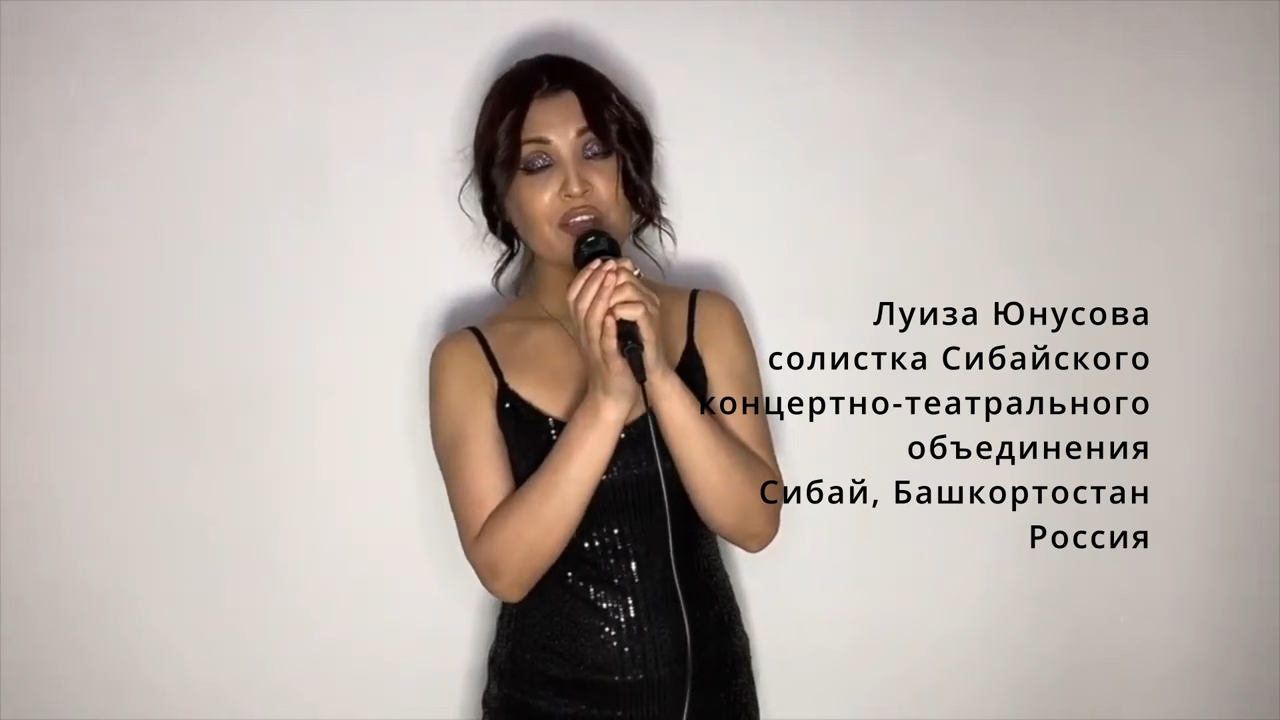 Луиза Юнусова
солистка Сибайского
концертно-театрального
объединения
Сибай, Башкортостан
Россия